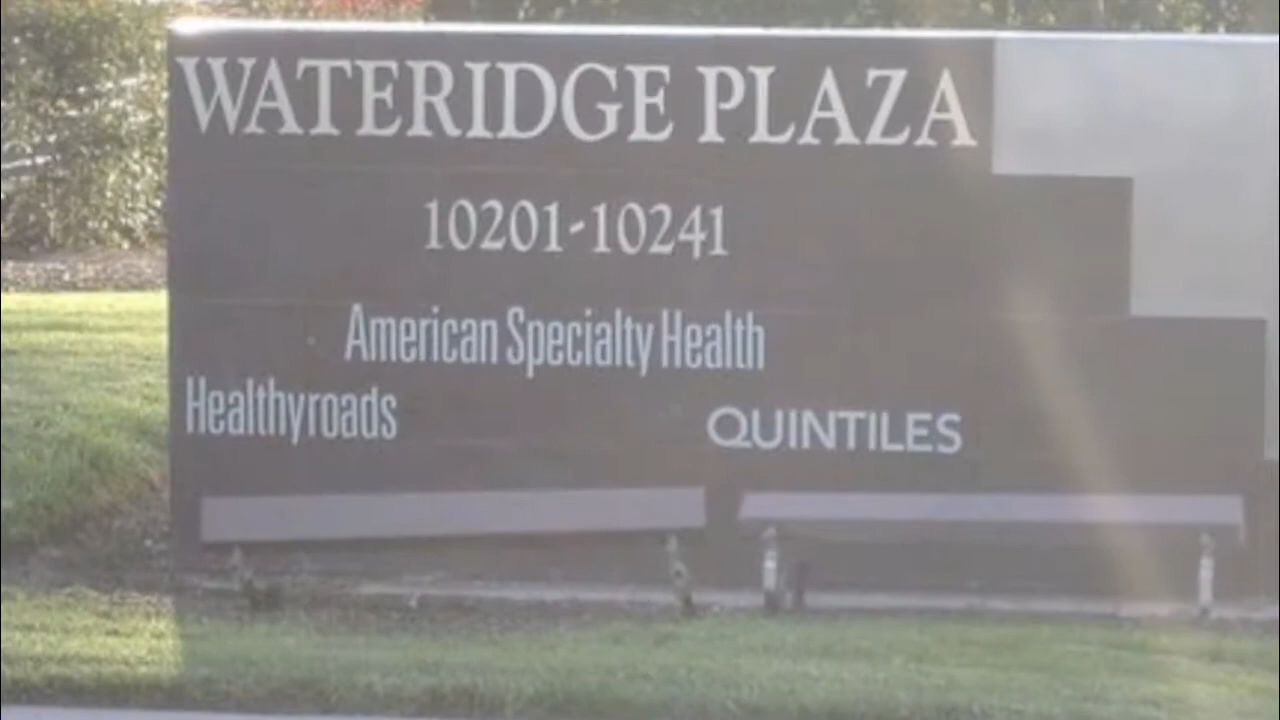 WATERIDGE PLAZA
10201-10241
American Specialty Health
Healthyroads
QUINTILES